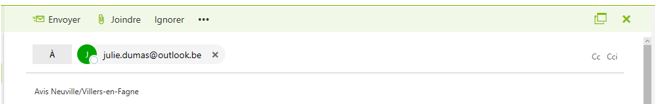 Envoyer Joindre Ignorer •••
À J julie.dumas@outlook.be × Cc Cci
Avis Neuville/Villers-en-Fagne